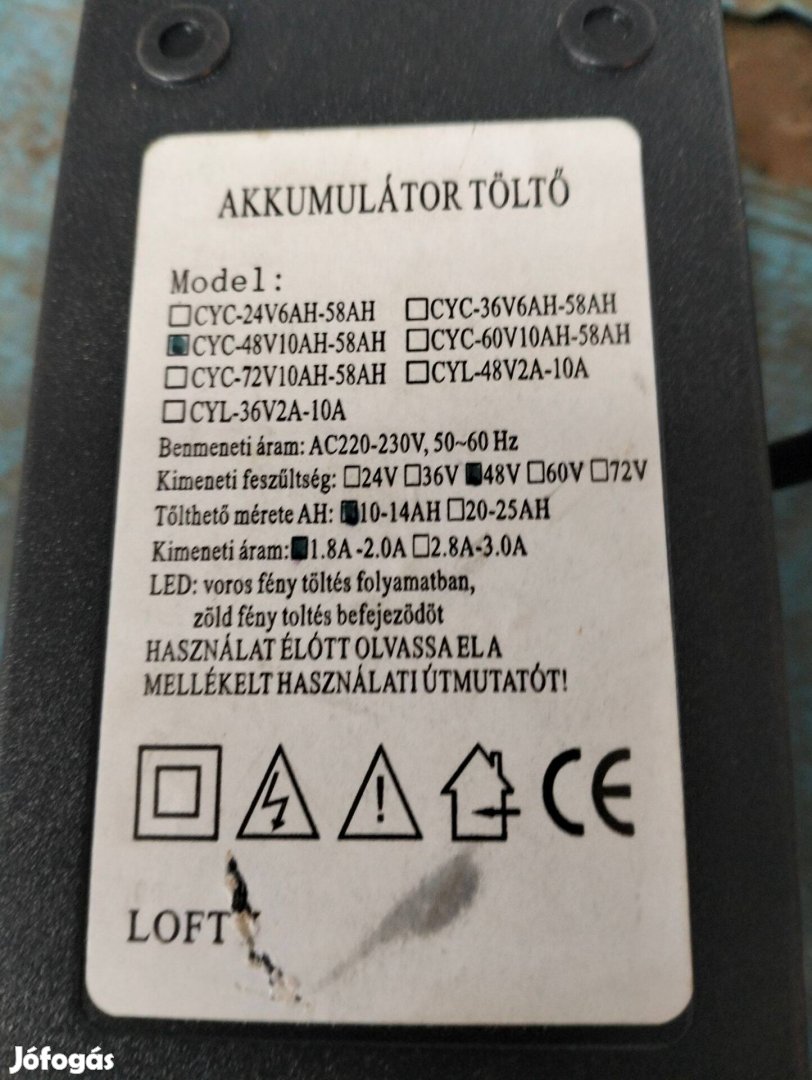 AKKUMULÁTOR TÖLTŐ
Model:
☐CYC-24V6AH-58AH ☐CYC-36V6AH-58AH
■CYC-48V10AH-58AH ☐CYC-60V10AH-58AH
☐CYC-72V10AH-58AH ☐CYL-48V2A-10A
☐CYL-36V2A-10A
Benmeneti áram: AC220-230V, 50~60 Hz
Kimeneti feszűltség: ☐24V ☐36V ■48V ☐60V ☐72V
Tőlthető mérete AH: ■10-14AH ☐20-25AH
Kimeneti áram:■1.8A-2.0A ☐2.8A-3.0A
LED: voros fény töltés folyamatban,
zöld fény toltés befejeződöt
HASZNÁLAT ÉLÓTT OLVASSA EL A
MELLÉKELT HASZNÁLATI ÚTMUTATÓT!
CE
LOFTY
Jófogás